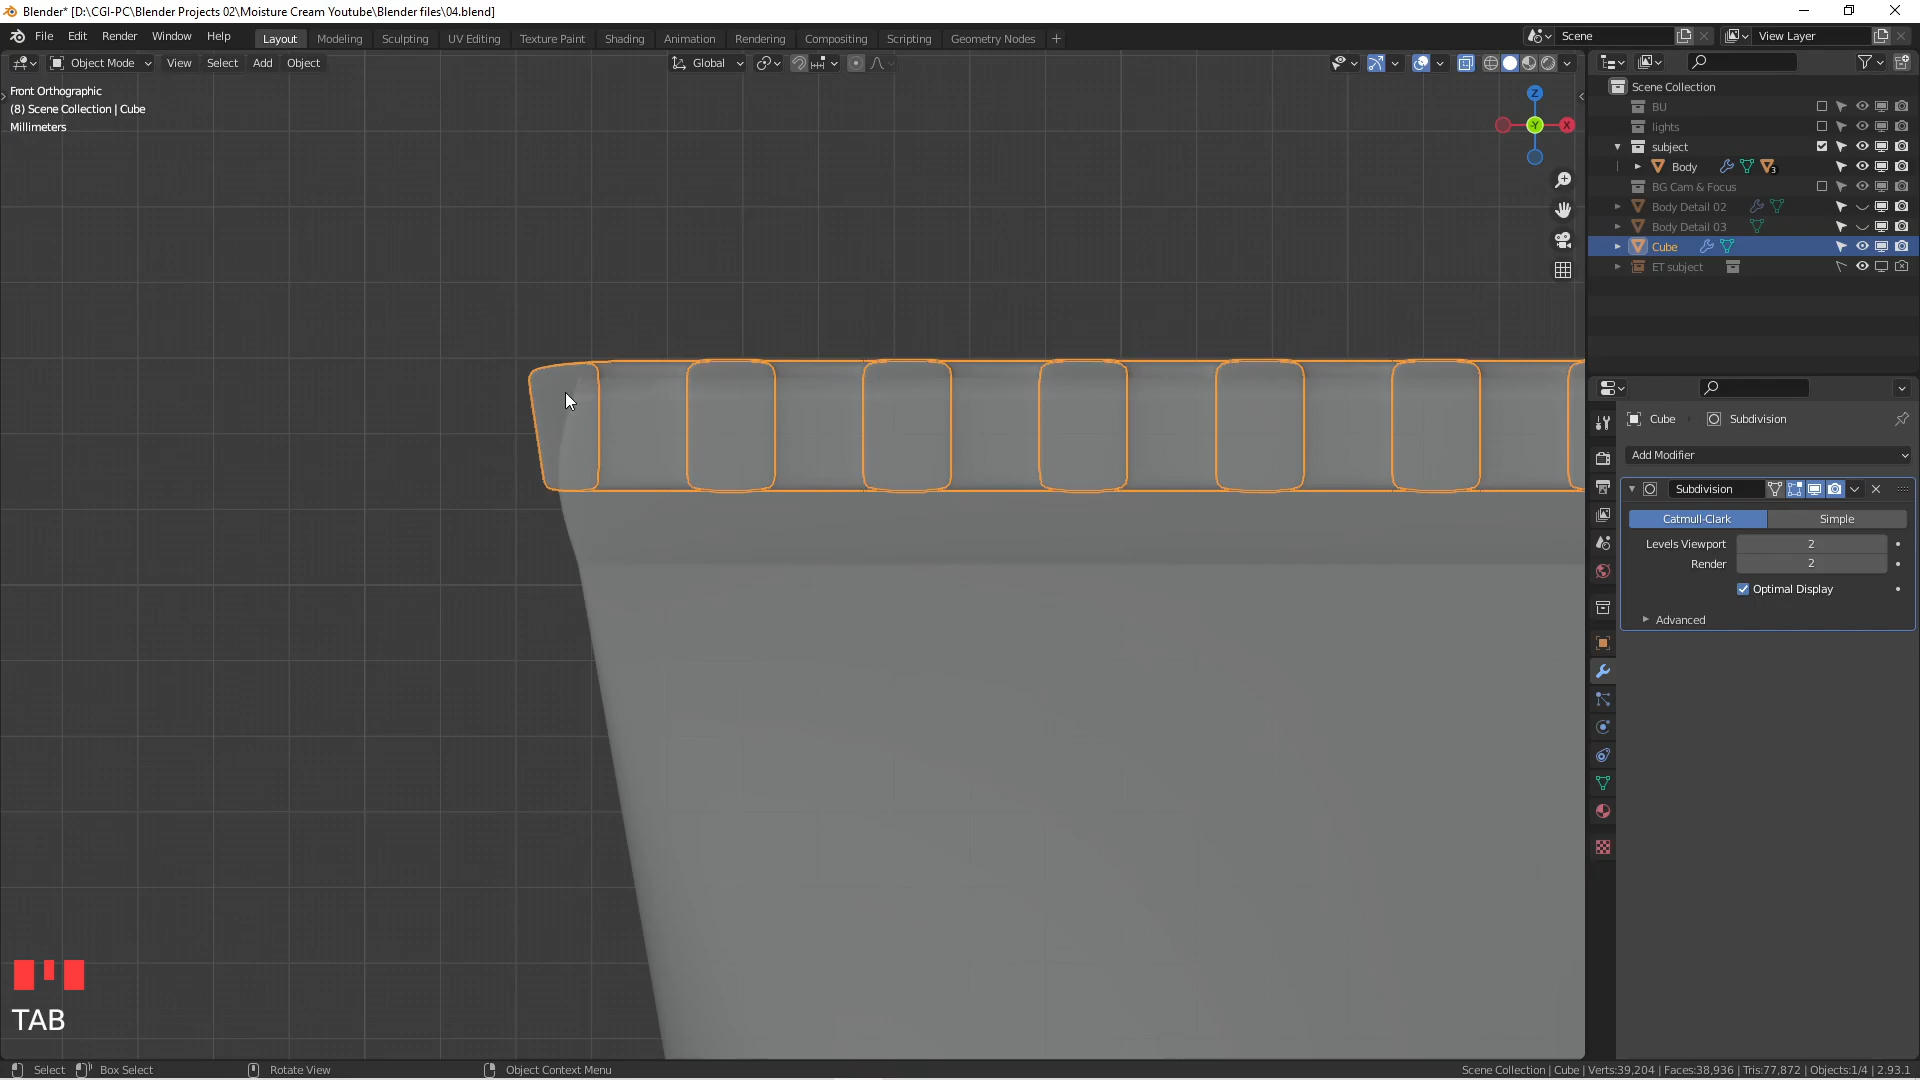 Blender* [D:\CGI-PC\Blender Projects 02\Moisture Cream Youtube\Blender files\04.blend]
File Edit Render Window Help Layout Modeling Sculpting UV Editing Texture Paint Shading Animation Rendering Compositing Scripting Geometry Nodes + Scene View Layer
Object Mode View Select Add Object Global
Front Orthographic
(8) Scene Collection | Cube
Millimeters
Z
-Y
X
Scene Collection
BU
lights
subject
Body 3
BG Cam & Focus
Body Detail 02
Body Detail 03
Cube
ET subject
Cube > Subdivision
Add Modifier
Subdivision
Catmull-Clark Simple
Levels Viewport 2
Render 2
Optimal Display
Advanced
TAB
Select Box Select Rotate View Object Context Menu Scene Collection | Cube | Verts:39,204 | Faces:38,936 | Tris:77,872 | Objects:1/4 | 2.93.1